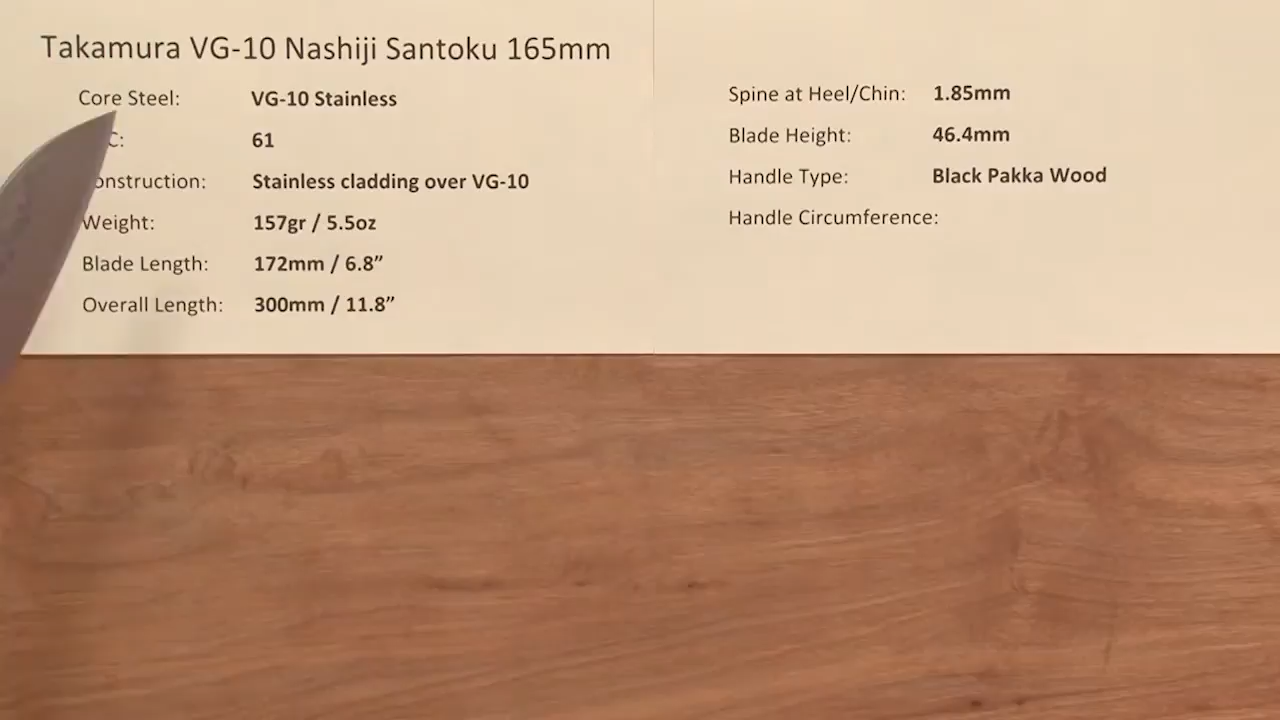 Takamura VG-10 Nashiji Santoku 165mm
Core Steel: VG-10 Stainless
C: 61
onstruction: Stainless cladding over VG-10
Weight: 157gr / 5.5oz
Blade Length: 172mm / 6.8”
Overall Length: 300mm / 11.8”
Spine at Heel/Chin: 1.85mm
Blade Height: 46.4mm
Handle Type: Black Pakka Wood
Handle Circumference: